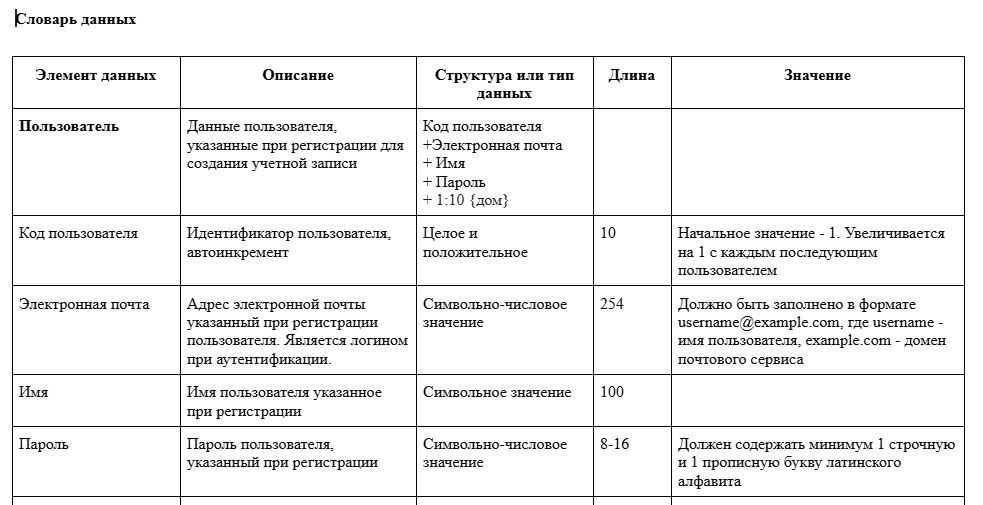 Словарь данных
Элемент данных
Описание
Структура или тип
данных
Длина
Значение
Пользователь
Данные пользователя,
указанные при регистрации для
создания учетной записи
Код пользователя
+Электронная почта
+ Имя
+ Пароль
+ 1:10 {дом}
Код пользователя
Идентификатор пользователя,
автоинкремент
Целое и
положительное
10
Начальное значение - 1. Увеличивается
на 1 с каждым последующим
пользователем
Электронная почта
Адрес электронной почты
указанный при регистрации
пользователя. Является логином
при аутентификации.
Символьно-числовое
значение
254
Должно быть заполнено в формате
username@example.com, где username -
имя пользователя, example.com - домен
почтового сервиса
Имя
Имя пользователя указанное
при регистрации
Символьное значение
100
Пароль
Пароль пользователя,
указанный при регистрации
Символьно-числовое
значение
8-16
Должен содержать минимум 1 строчную
и 1 прописную букву латинского
алфавита